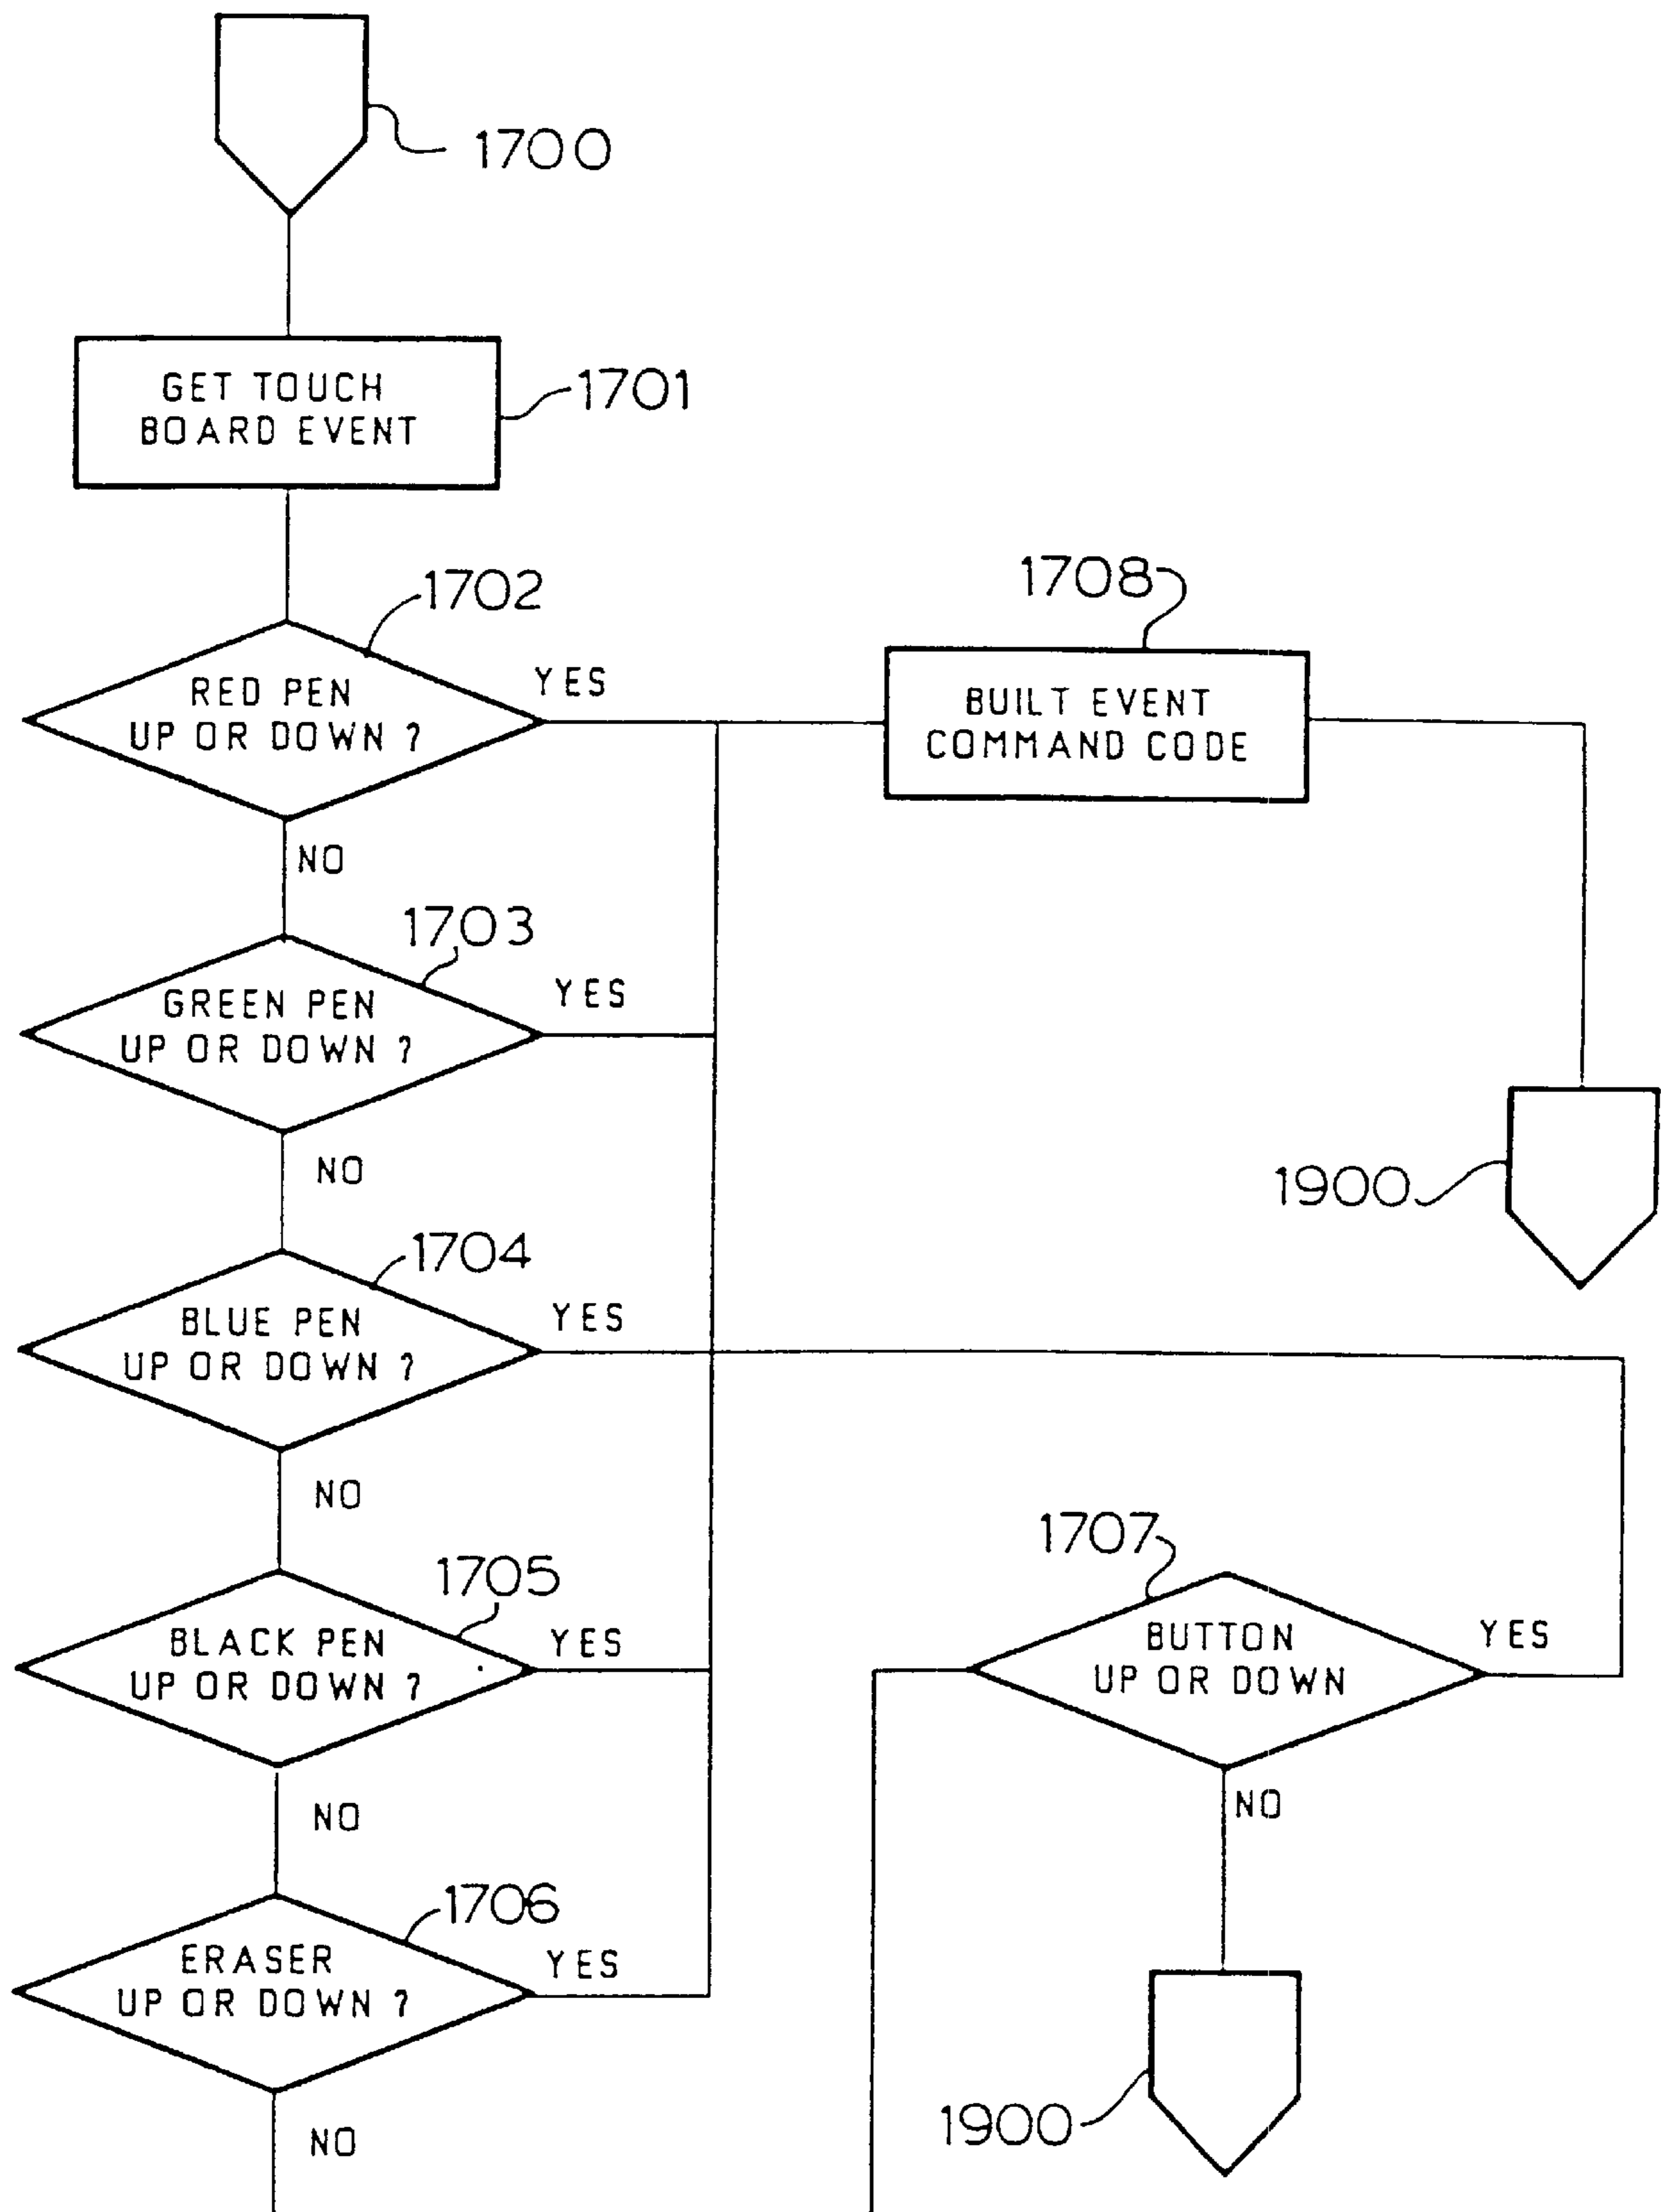 1700
GET TOUCH
BOARD EVENT
1701
1702
RED PEN
UP OR DOWN ?
YES
NO
1708
BUILT EVENT
COMMAND CODE
1703
GREEN PEN
UP OR DOWN ?
YES
NO
1900
1704
BLUE PEN
UP OR DOWN ?
YES
NO
1705
BLACK PEN
UP OR DOWN ?
YES
NO
1707
BUTTON
UP OR DOWN
YES
NO
1706
ERASER
UP OR DOWN ?
YES
NO
1900